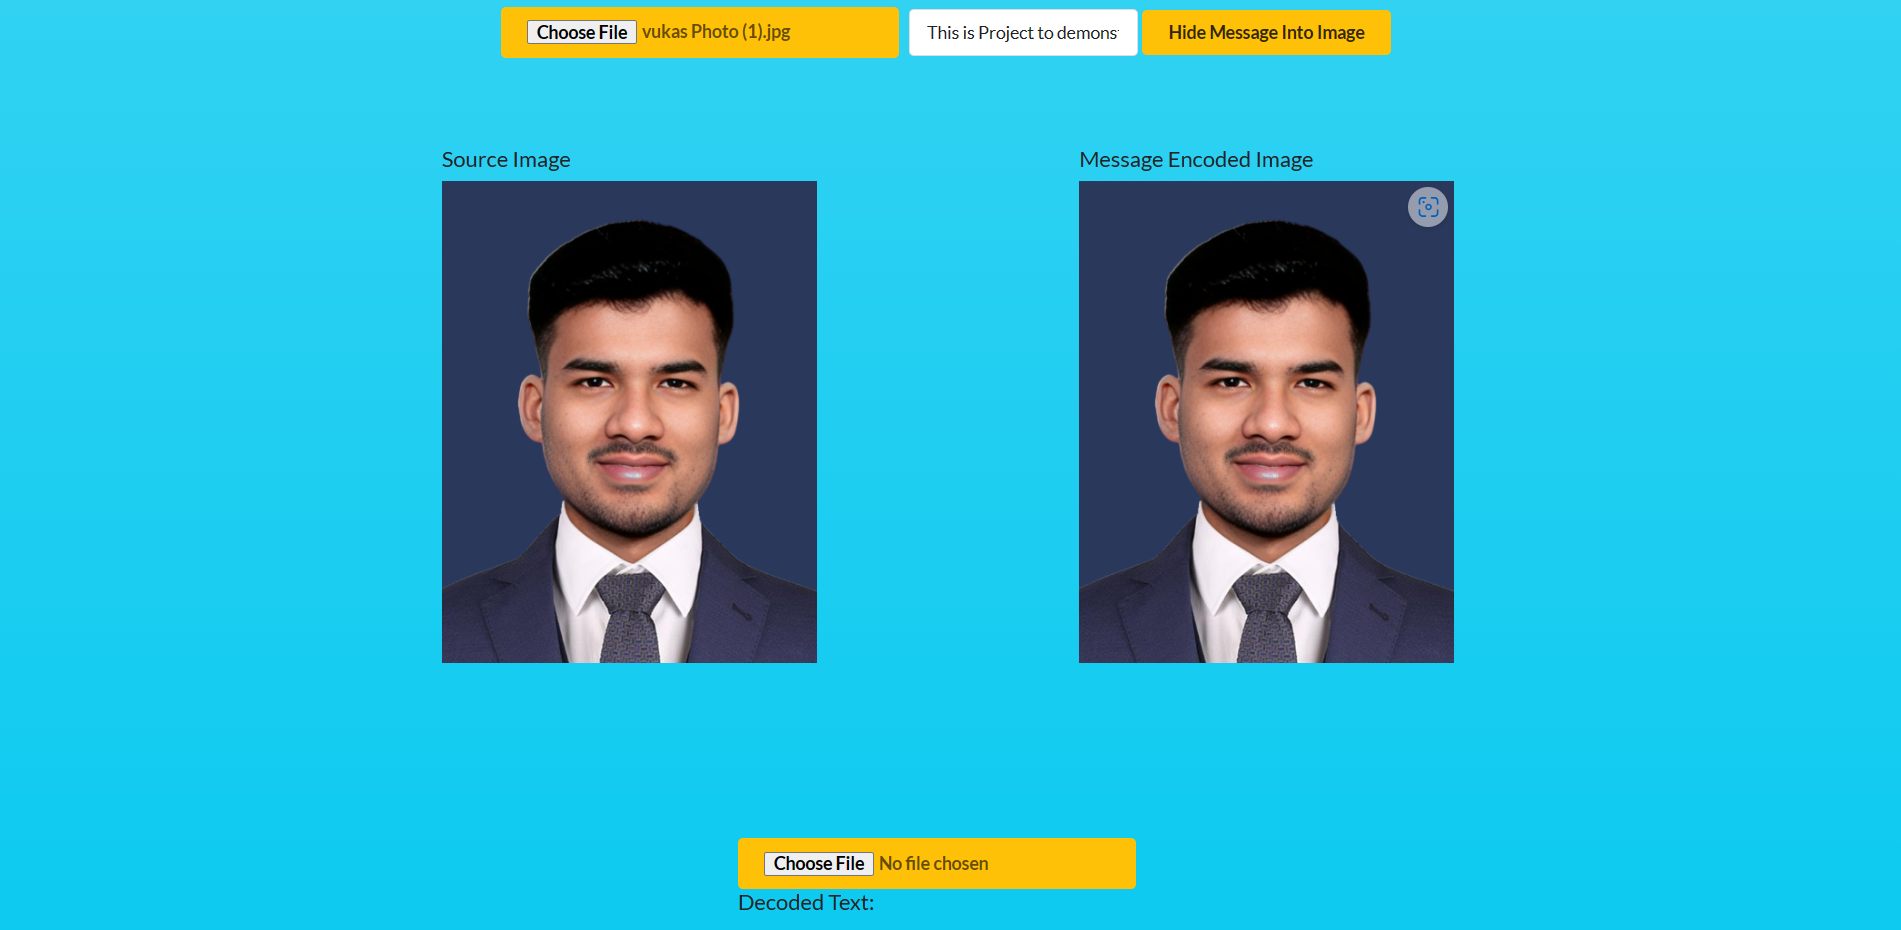 Choose File vukas Photo (1).jpg This is Project to demons Hide Message Into Image
Source Image Message Encoded Image
Choose File No file chosen
Decoded Text: